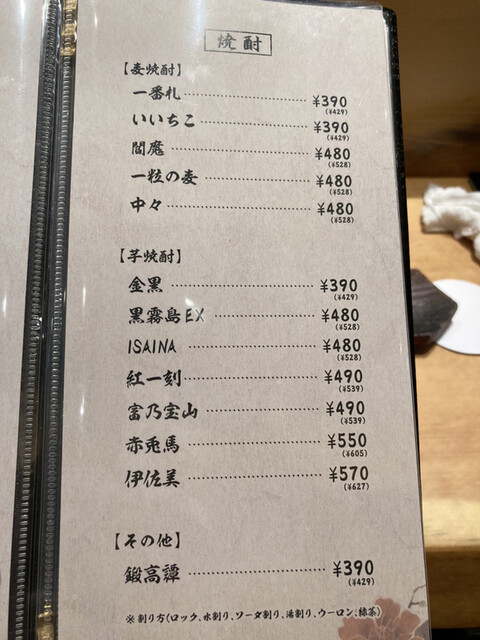 焼酎
【麦焼酎】
一番札 ¥390 (¥429)
いいちこ ¥390 (¥429)
閻魔 ¥480 (¥528)
一粒の麦 ¥480 (¥528)
中々 ¥480 (¥528)
【芋焼酎】
金黒 ¥390 (¥429)
黒霧島EX ¥480 (¥528)
ISAINA ¥480 (¥528)
紅一刻 ¥490 (¥539)
富乃宝山 ¥490 (¥539)
赤兎馬 ¥550 (¥605)
伊佐美 ¥570 (¥627)
【その他】
鍛高譚 ¥390 (¥429)
※割り方(ロック、水割り、ソーダ割り、湯割り、ウーロン、緑茶)